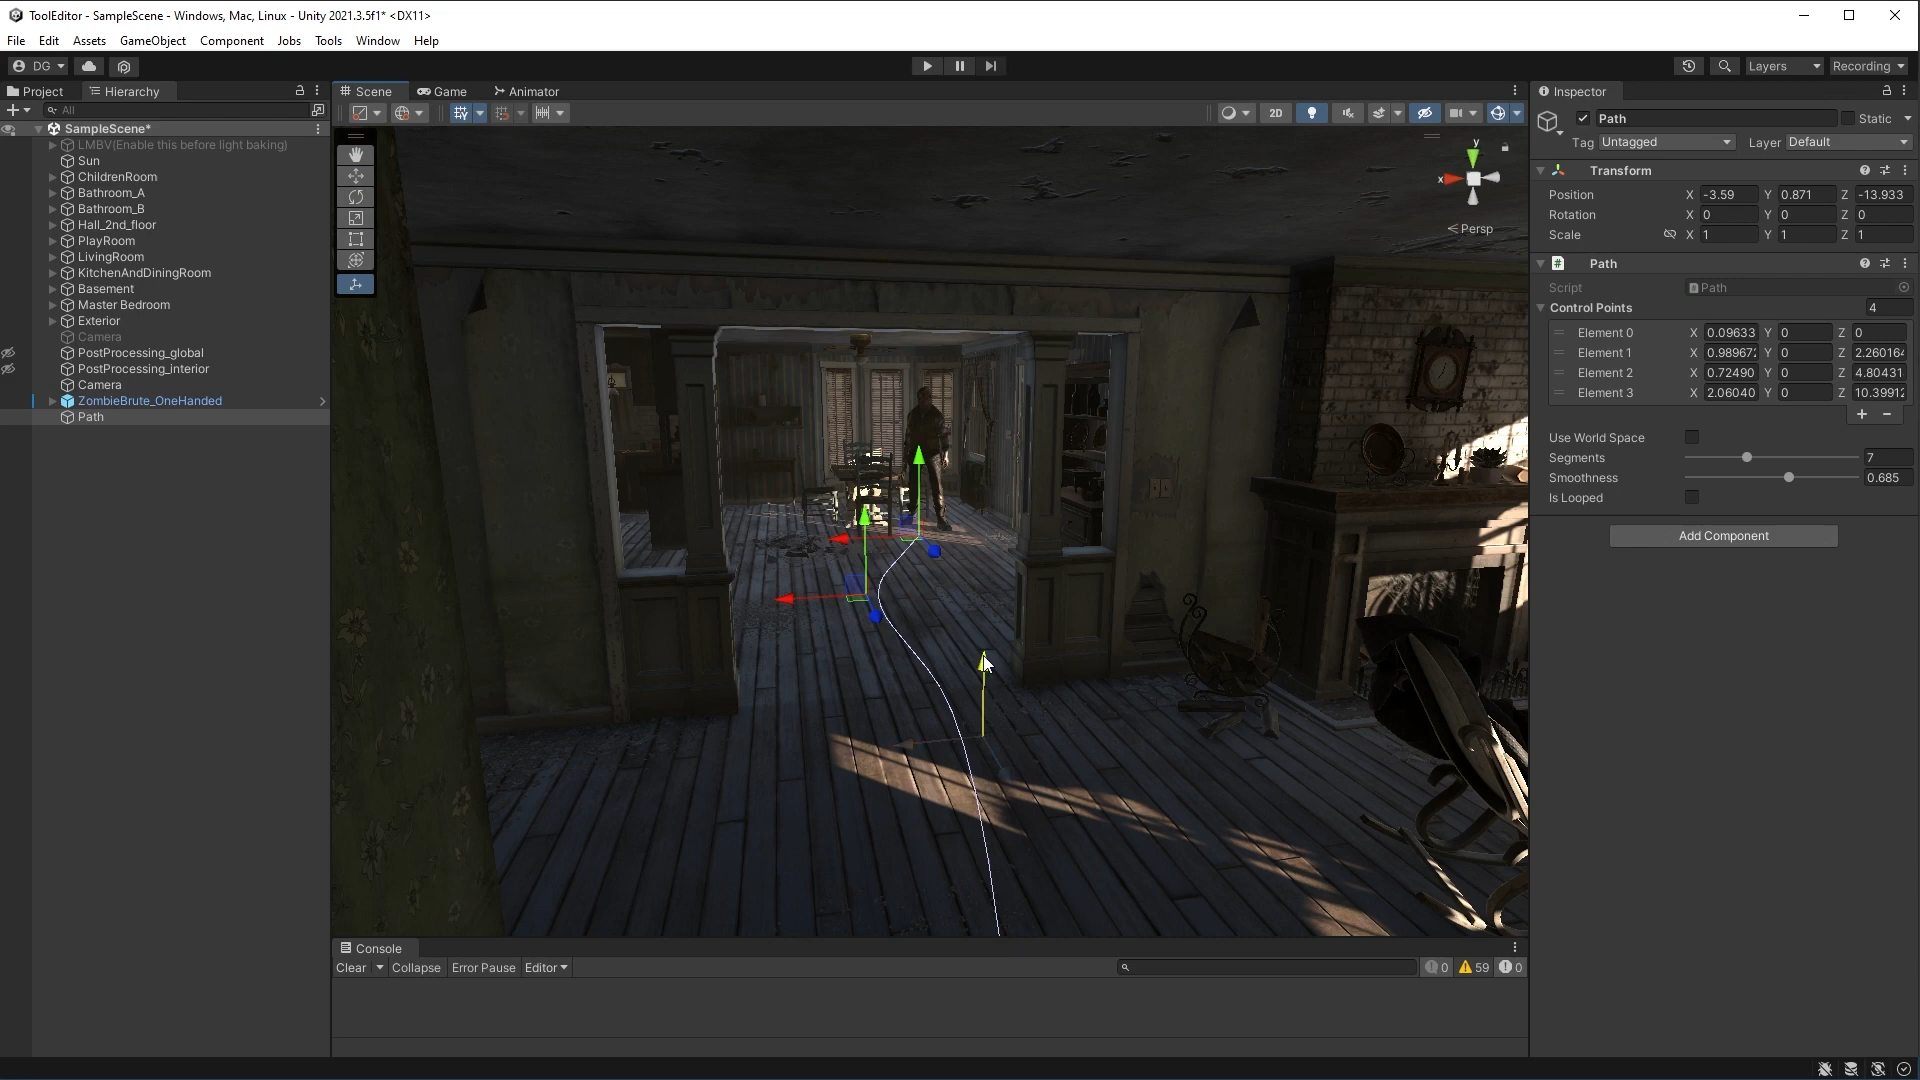 ToolEditor - SampleScene - Windows, Mac, Linux - Unity 2021.3.5f1* <DX11>
File Edit Assets GameObject Component Jobs Tools Window Help
DG Layers Recording
Project Hierarchy Scene Game Animator Inspector
All 2D
SampleScene* Path Static
LMBV(Enable this before light baking) Tag Untagged Layer Default
Sun
ChildrenRoom Transform
Bathroom_A Position X -3.59 Y 0.871 Z -13.933
Bathroom_B Rotation X 0 Y 0 Z 0
Hall_2nd_floor Scale X 1 Y 1 Z 1
y
x
Persp
PlayRoom
LivingRoom Path
KitchenAndDiningRoom
Basement Script Path
Master Bedroom Control Points 4
Exterior
Camera Element 0 X 0.09633 Y 0 Z 0
PostProcessing_global Element 1 X 0.989672 Y 0 Z 2.260164
PostProcessing_interior Element 2 X 0.72490 Y 0 Z 4.80431
Camera Element 3 X 2.06040 Y 0 Z 10.39912
ZombieBrute_OneHanded
Path
Use World Space
Segments 7
Smoothness 0.685
Is Looped
Add Component
Console
Clear Collapse Error Pause Editor 0 59 0